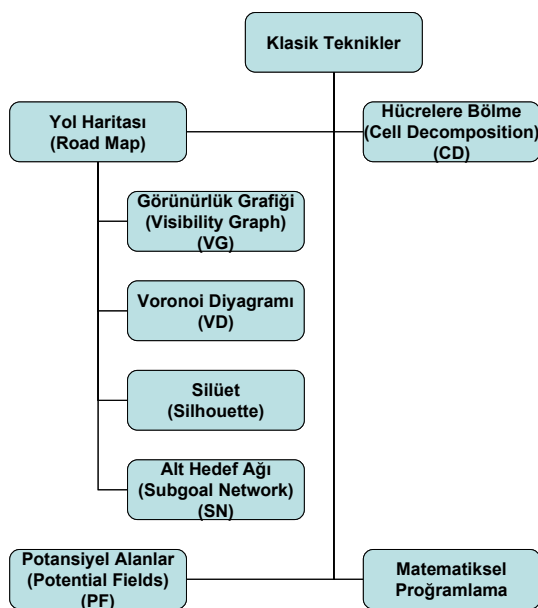 Klasik Teknikler
Yol Haritası
(Road Map)
Hücrelere Bölme
(Cell Decomposition)
(CD)
Görünürlük Grafiği
(Visibility Graph)
(VG)
Voronoi Diyagramı
(VD)
Silüet
(Silhouette)
Alt Hedef Ağı
(Subgoal Network)
(SN)
Potansiyel Alanlar
(Potential Fields)
(PF)
Matematiksel
Proğramlama